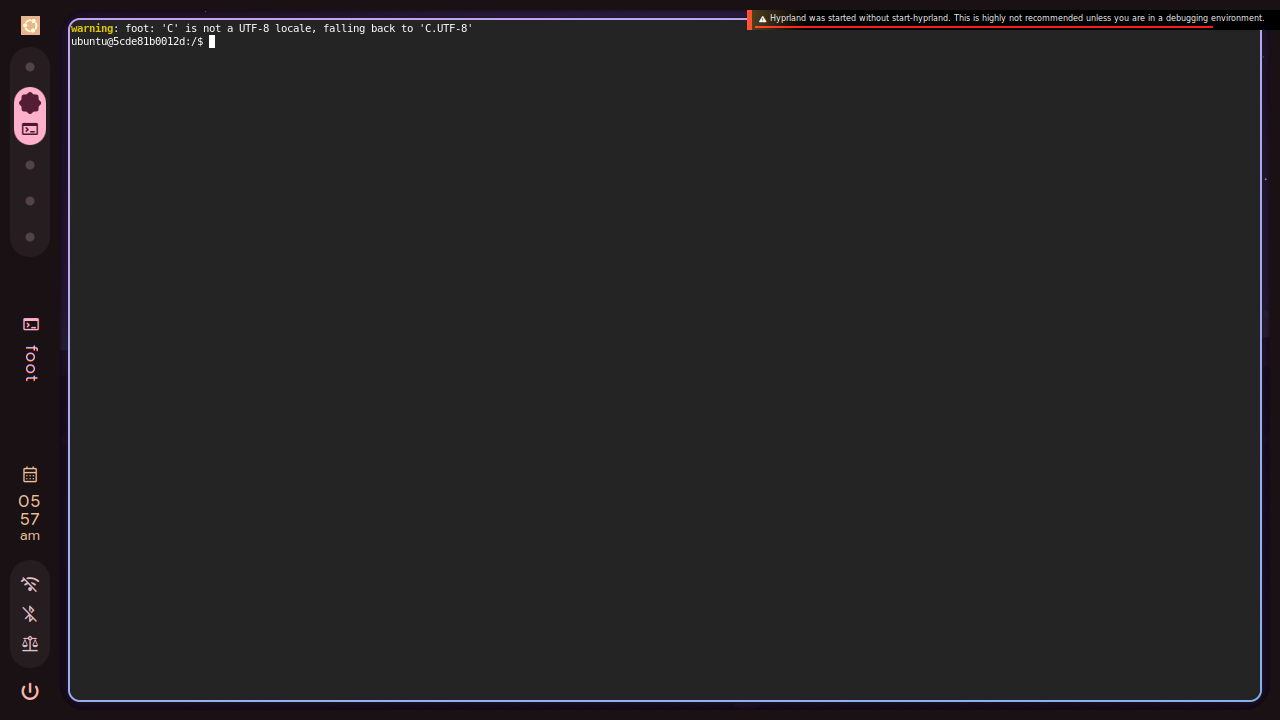 warning: foot: 'C' is not a UTF-8 locale, falling back to 'C.UTF-8'
ubuntu@5cde81b0012d:/$
Hyprland was started without start-hyprland. This is highly not recommended unless you are in a debugging environment.
foot
05
57
am